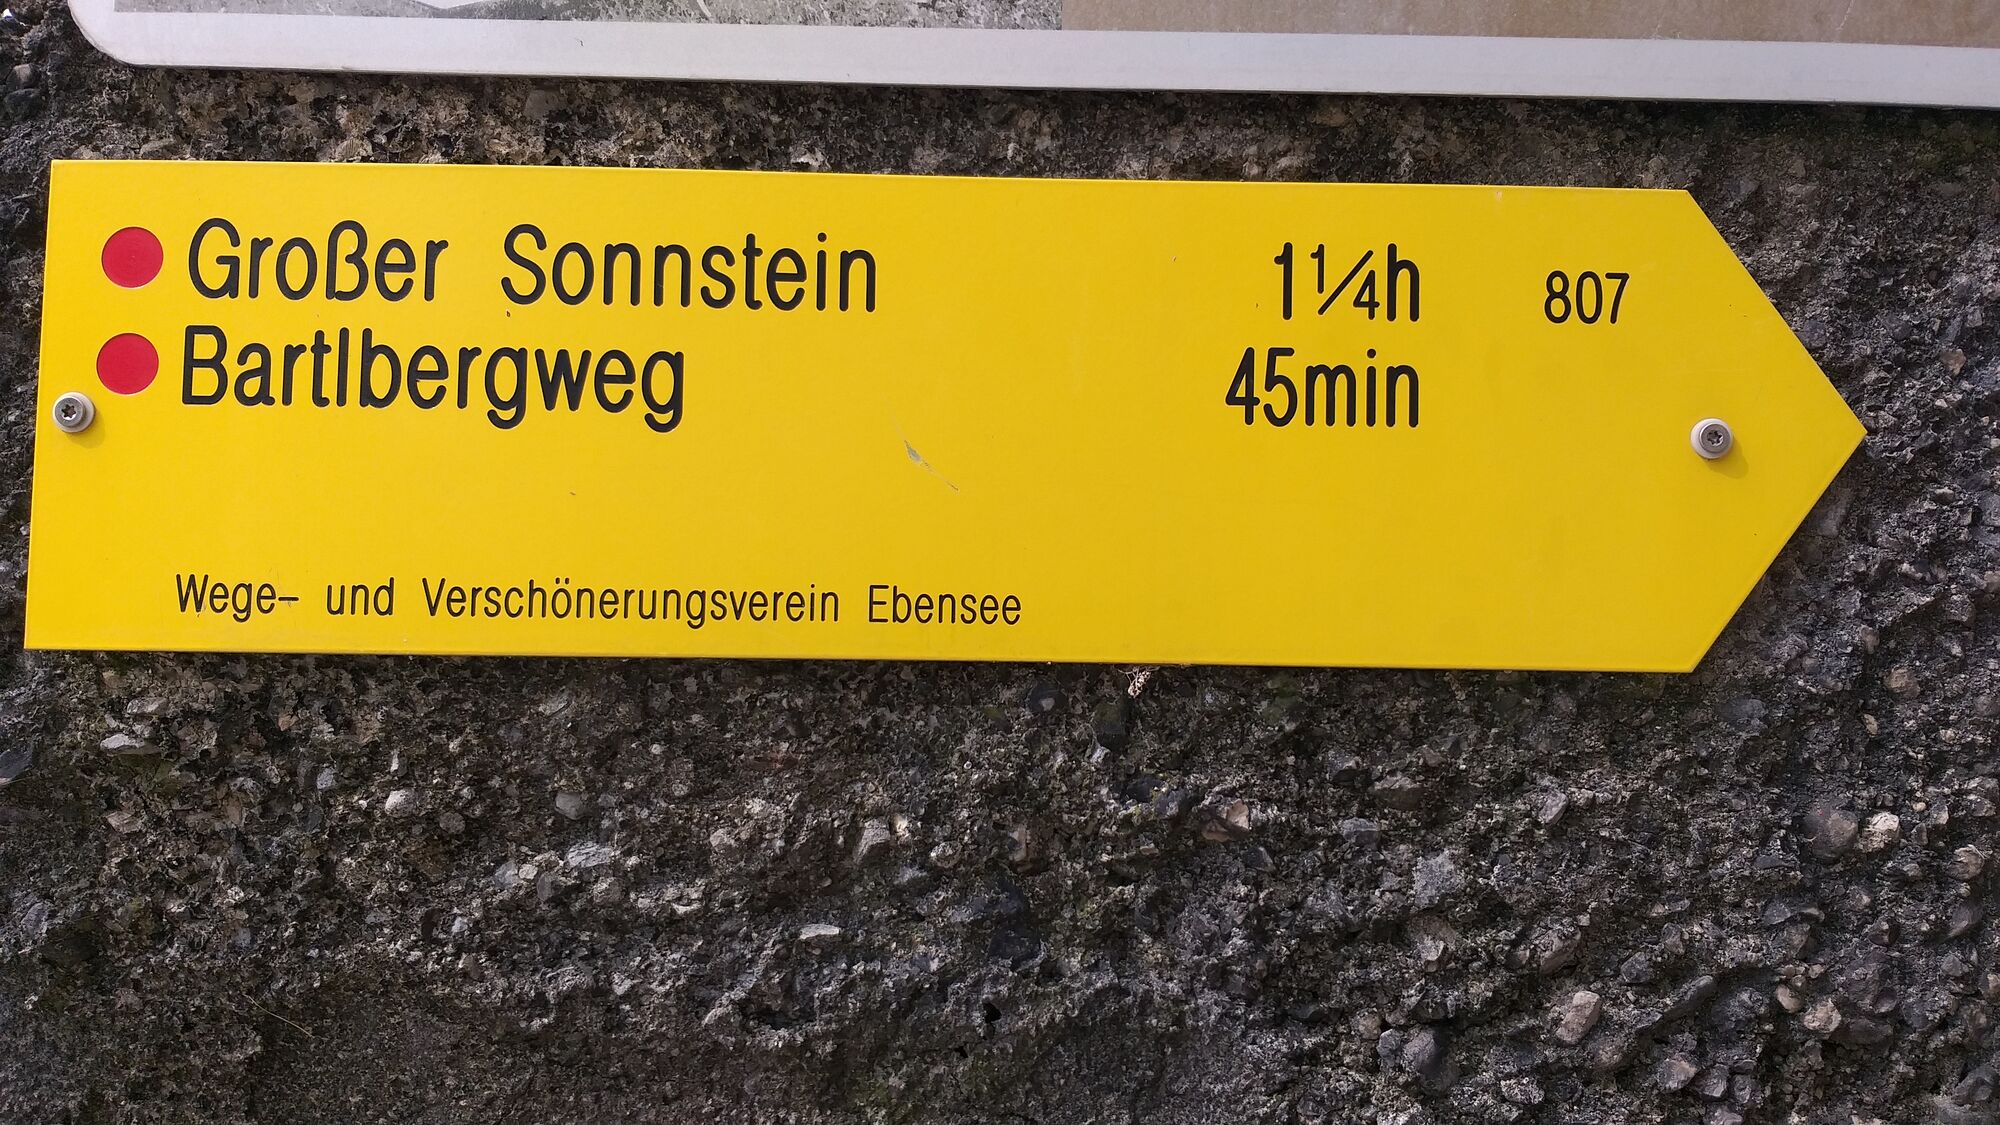 Großer Sonnstein 1¼h 807
Bartlbergweg 45min
Wege- und Verschönerungsverein Ebensee